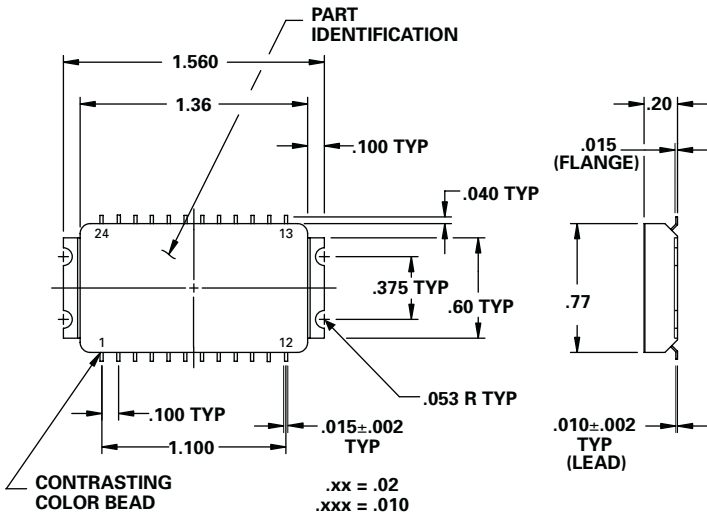 PART
IDENTIFICATION
1.560
1.36
.20
.100 TYP
.015
(FLANGE)
.040 TYP
24
13
.375 TYP
.60 TYP
.77
1
12
.053 R TYP
.100 TYP
.015±.002
TYP
1.100
.010±.002
TYP
(LEAD)
CONTRASTING
COLOR BEAD
.xx = .02
.xxx = .010